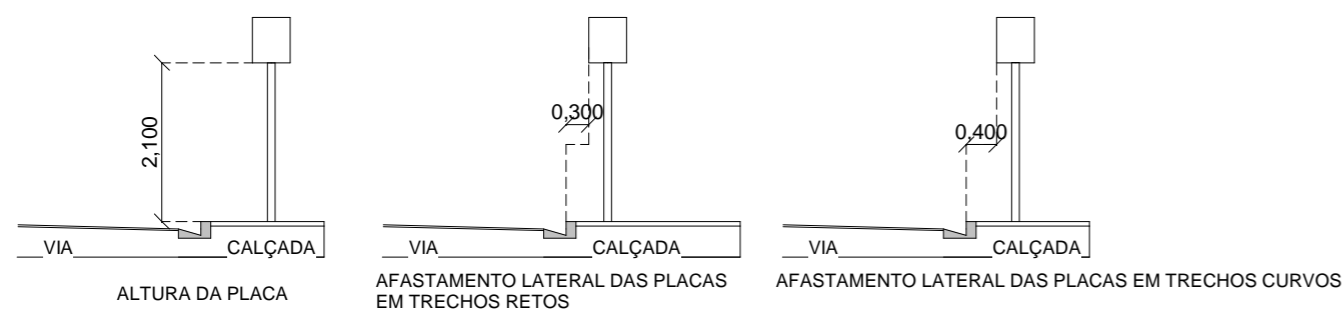 2,100
VIA
CALÇADA
ALTURA DA PLACA
0,300
VIA
CALÇADA
AFASTAMENTO LATERAL DAS PLACAS
EM TRECHOS RETOS
0,400
VIA
CALÇADA
AFASTAMENTO LATERAL DAS PLACAS EM TRECHOS CURVOS